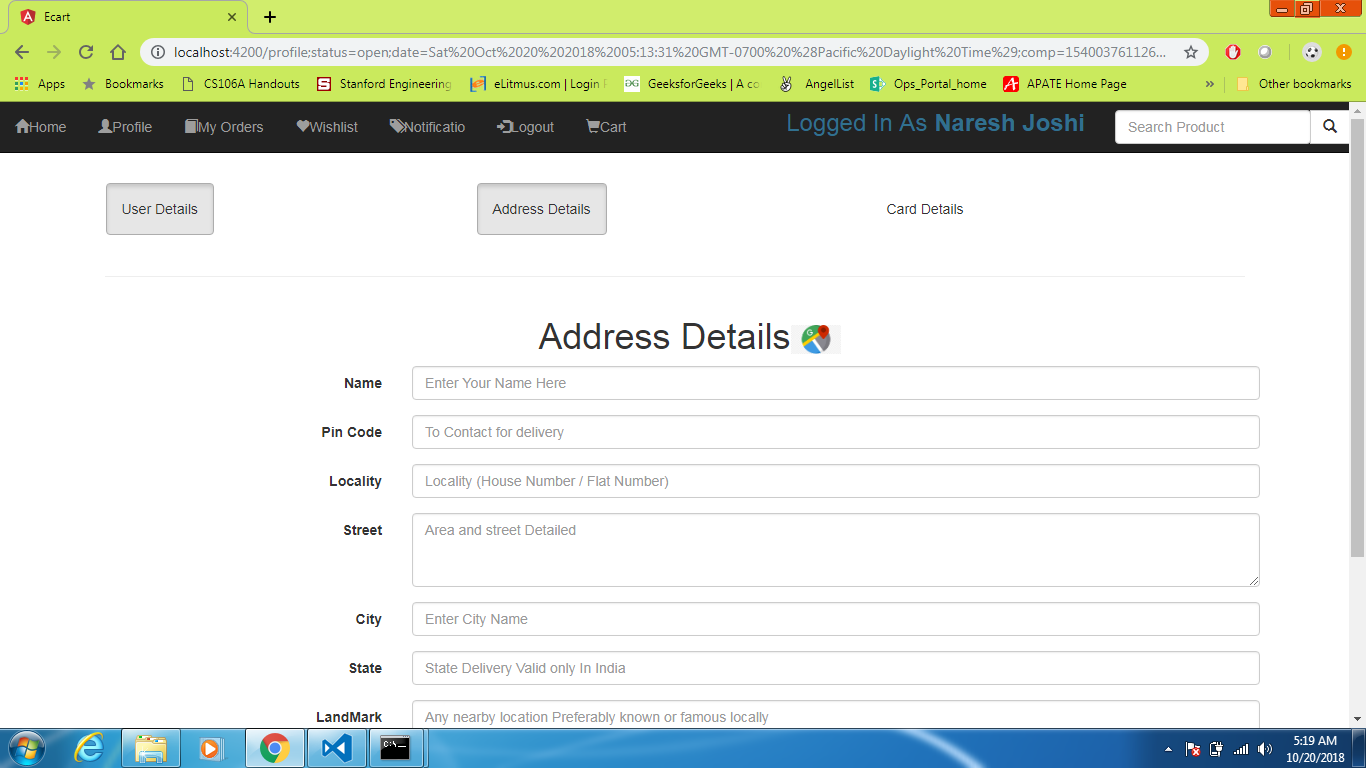 Ecart
localhost:4200/profile;status=open;date=Sat%20Oct%2020%202018%2005:13:31%20GMT-0700%20%28Pacific%20Daylight%20Time%29;comp=154003761126...
Apps Bookmarks CS106A Handouts Stanford Engineering eLitmus.com | Login GeeksforGeeks | A co AngelList Ops_Portal_home APATE Home Page » Other bookmarks
Home Profile My Orders Wishlist Notificatio Logout Cart Logged In As Naresh Joshi Search Product
User Details Address Details Card Details
Address Details
Name Enter Your Name Here
Pin Code To Contact for delivery
Locality Locality (House Number / Flat Number)
Street Area and street Detailed
City Enter City Name
State State Delivery Valid only In India
LandMark Any nearby location Preferably known or famous locally
5:19 AM
10/20/2018